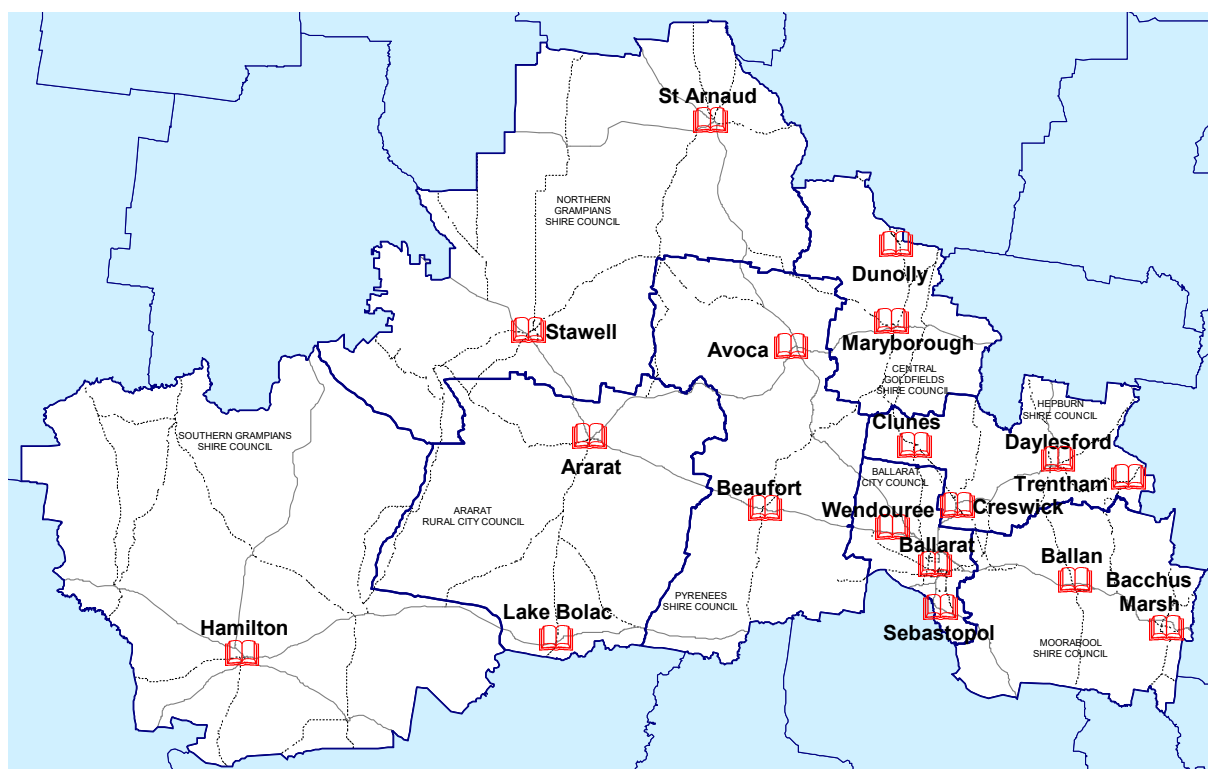 St Arnaud
NORTHERN
GRAMPIANS
SHIRE COUNCIL
Dunolly
Stawell
Avoca
Maryborough
CENTRAL
GOLDFIELDS
SHIRE COUNCIL
HEPBURN
SHIRE COUNCIL
SOUTHERN GRAMPIANS
SHIRE COUNCIL
Clunes
Daylesford
Ararat
BALLARAT
CITY COUNCIL
Trentham
Beaufort
ARARAT
RURAL CITY COUNCIL
Wendouree
Creswick
Ballarat
Ballan
Bacchus
Marsh
PYRENEES
SHIRE COUNCIL
Lake Bolac
Hamilton
Sebastopol
MOORABOOL
SHIRE COUNCIL